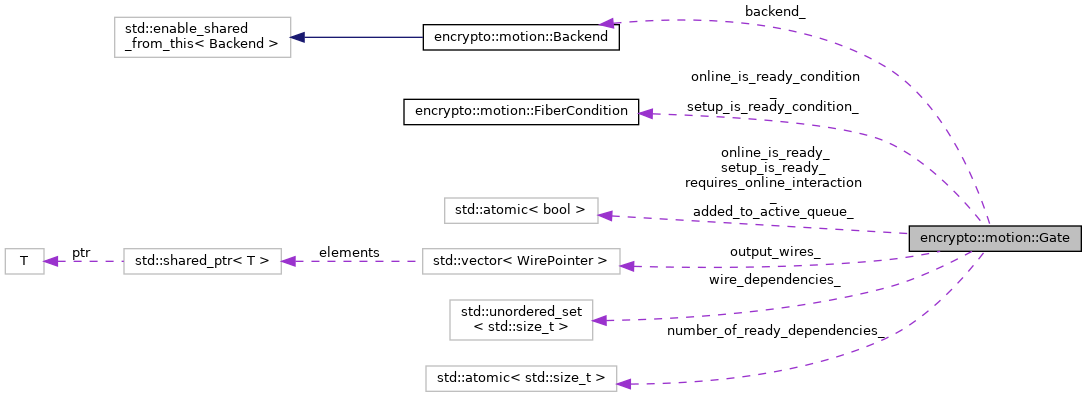 backend_
std::enable_shared
_from_this< Backend >
encrypto::motion::Backend
online_is_ready_condition
_
setup_is_ready_condition_
encrypto::motion::FiberCondition
online_is_ready_
setup_is_ready_
requires_online_interaction
_
added_to_active_queue_
std::atomic< bool >
encrypto::motion::Gate
T
ptr
std::shared_ptr< T >
elements
std::vector< WirePointer >
output_wires_
wire_dependencies_
std::unordered_set
< std::size_t >
number_of_ready_dependencies_
std::atomic< std::size_t >